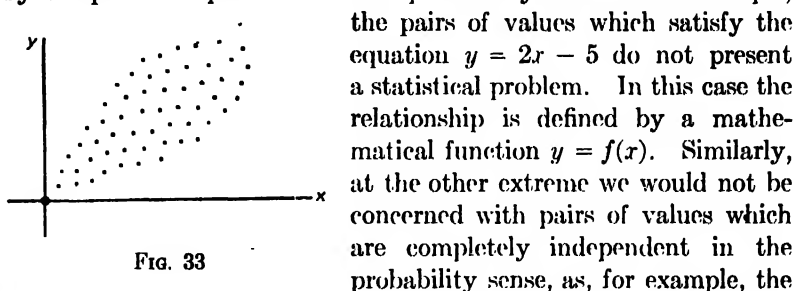 the pairs of values which satisfy the
equation y = 2x − 5 do not present
a statistical problem. In this case the
relationship is defined by a mathe-
matical function y = f(x). Similarly,
at the other extreme we would not be
concerned with pairs of values which
are completely independent in the
probability sense, as, for example, the
y
x
FIG. 33